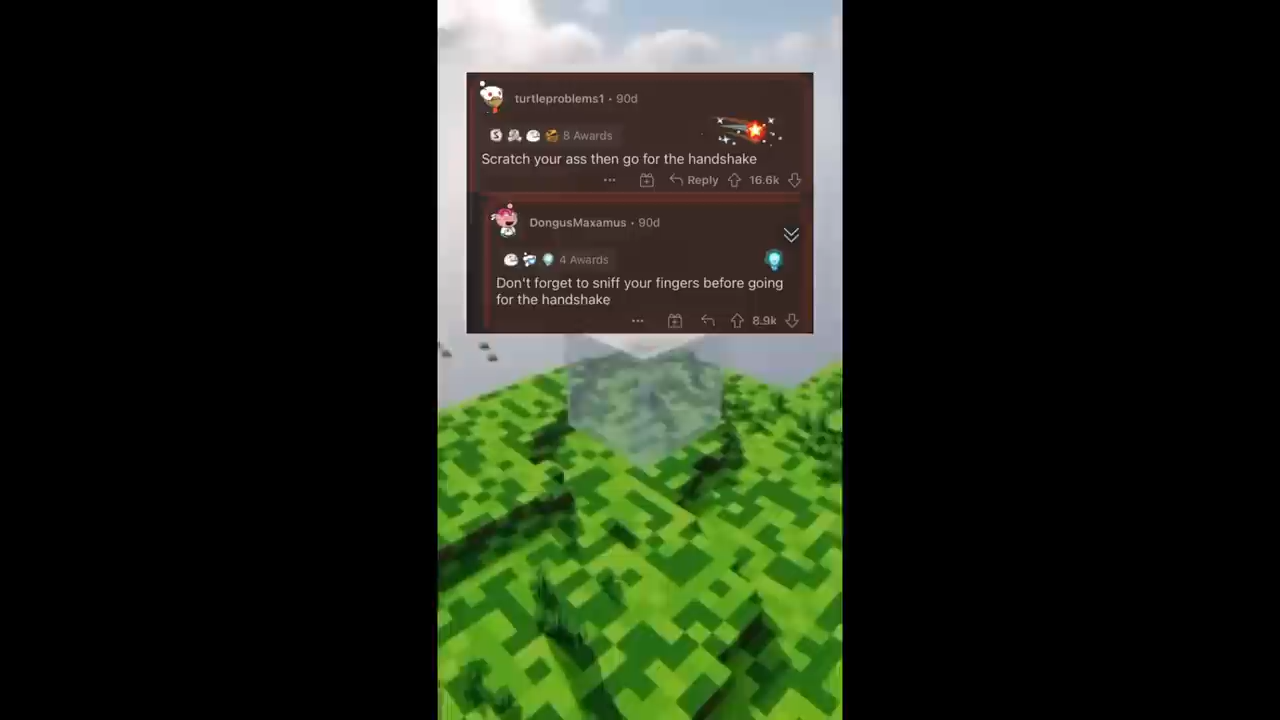 turtleproblems1 • 90d
8 Awards
Scratch your ass then go for the handshake
Reply 16.6k
DongusMaxamus • 90d
4 Awards
Don't forget to sniff your fingers before going
for the handshake
8.9k